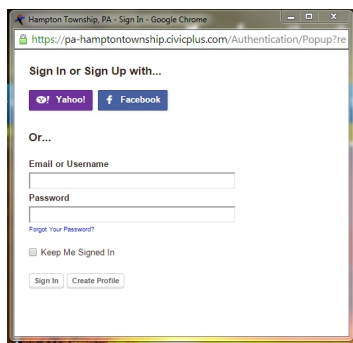 Hampton Township, PA - Sign In - Google Chrome
https://pa-hamptontownship.civicplus.com/Authentication/Popup?re
Sign In or Sign Up with...
Yahoo!
Facebook
Or...
Email or Username
Password
Forgot Your Password?
Keep Me Signed In
Sign In
Create Profile